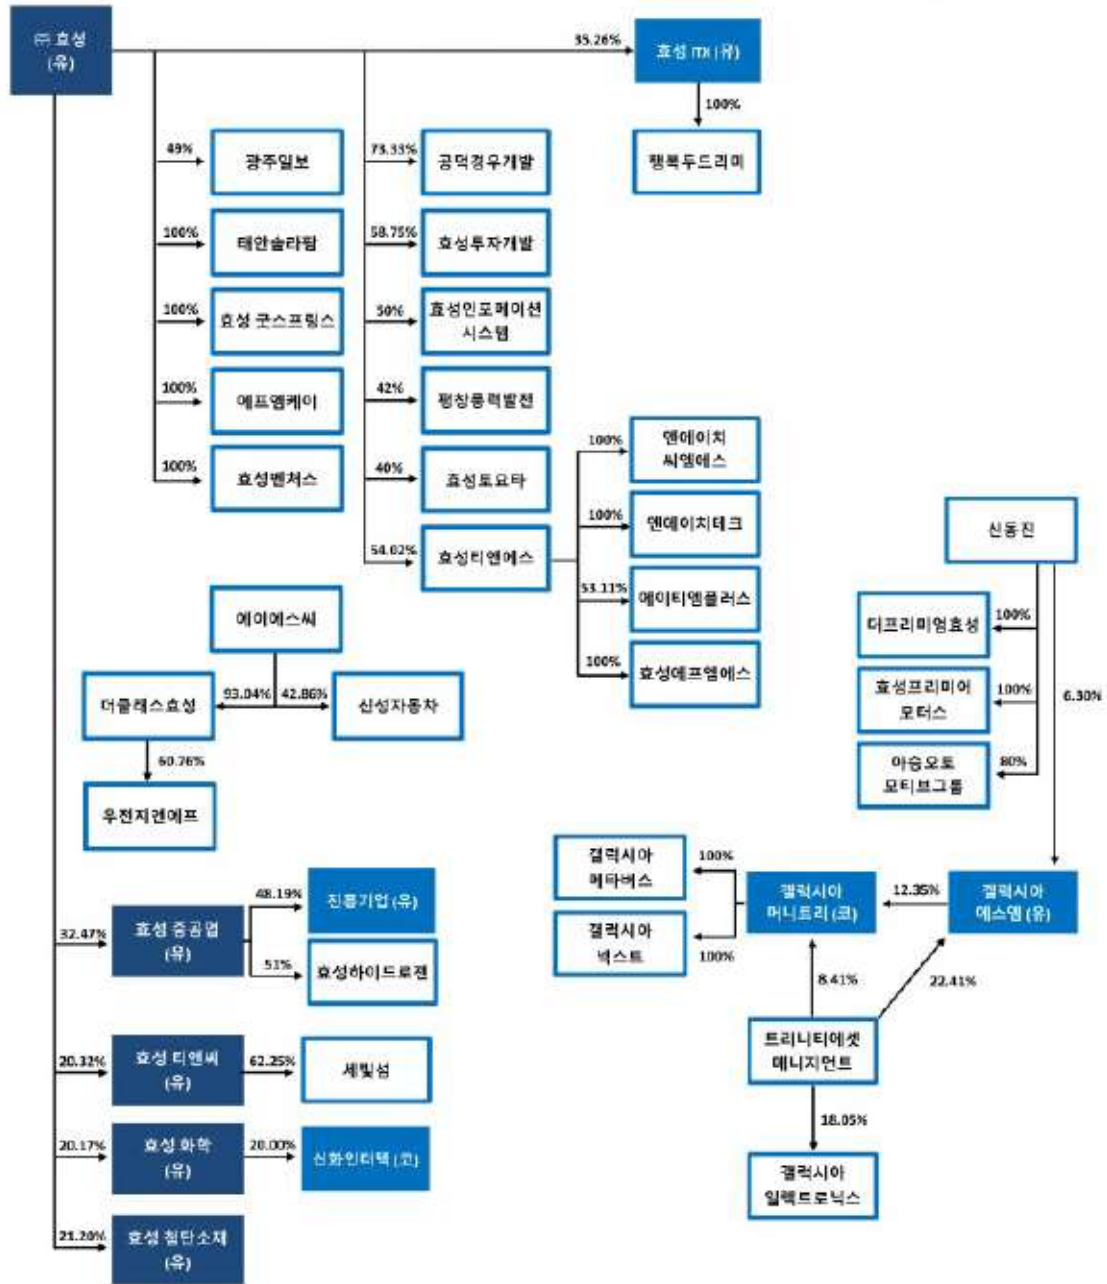 ㈜ 효성
(유)
35.26%
효성 ITX (유)
100%
행복두드리미
49%
광주일보
73.33%
공덕경우개발
100%
태안솔라팜
58.75%
효성투자개발
100%
효성 굿스프링스
50%
효성인포메이션
시스템
100%
에프엠케이
42%
평창풍력발전
100%
효성벤처스
40%
효성토요타
54.02%
효성티앤에스
100%
엔에이치
씨엠에스
100%
엔에이치테크
53.11%
에이티엠플러스
100%
효성에프엠에스
신동진
100%
더프리미엄효성
100%
효성프리미어
모터스
80%
아승오토
모티브그룹
6.30%
에이에스씨
93.04%
42.86%
더클래스효성
신성자동차
60.76%
우전지앤에프
갤럭시아
메타버스
100%
갤럭시아
넥스트
100%
갤럭시아
머니트리 (코)
12.35%
갤럭시아
에스엠 (유)
8.41%
22.41%
트리니티에셋
매니지먼트
18.05%
갤럭시아
일렉트로닉스
32.47%
효성 중공업
(유)
48.19%
진흥기업 (유)
51%
효성하이드로젠
20.32%
효성 티앤씨
(유)
62.25%
세빛섬
20.17%
효성 화학
(유)
20.00%
신화인터텍 (코)
21.20%
효성 첨단소재
(유)